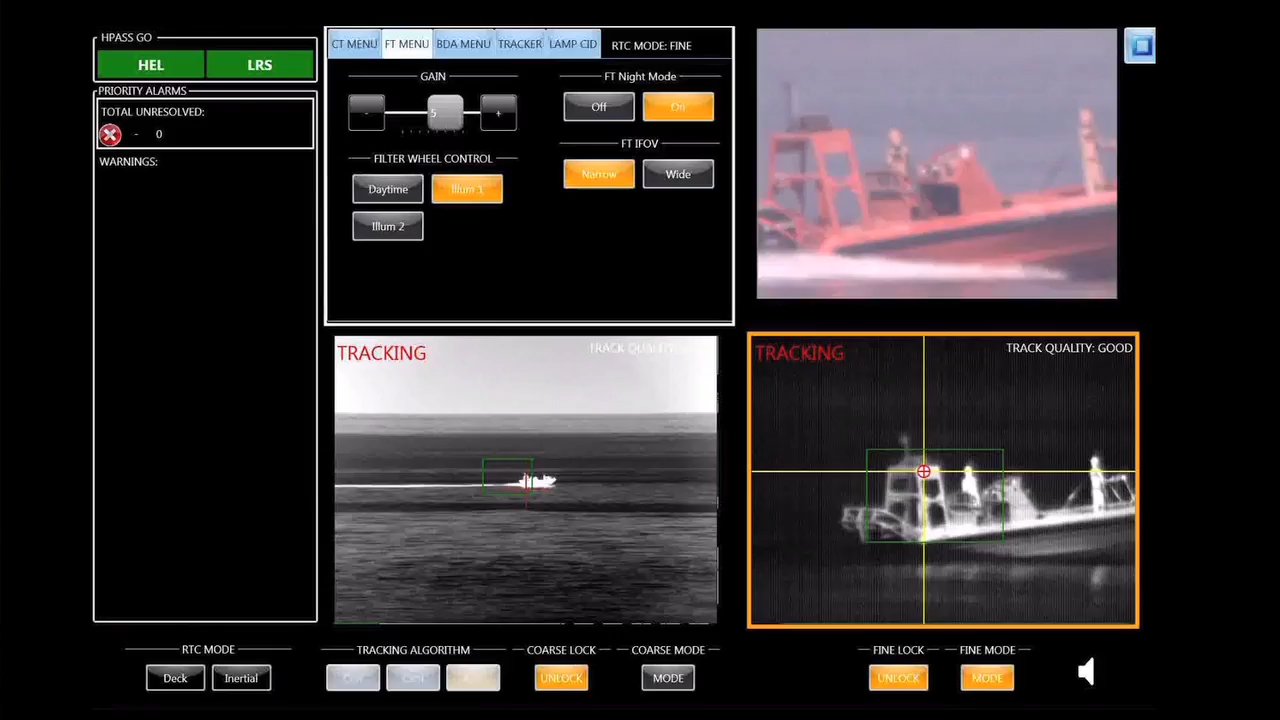 HPASS GO
HEL
LRS
PRIORITY ALARMS
TOTAL UNRESOLVED:
- 0
WARNINGS:
CT MENU
FT MENU
BDA MENU
TRACKER
LAMP CID
RTC MODE: FINE
GAIN
-
5
+
FT Night Mode
Off
On
FILTER WHEEL CONTROL
Daytime
Illum 1
Illum 2
FT IFOV
Narrow
Wide
TRACKING
TRACK QUALITY:
TRACKING
TRACK QUALITY: GOOD
RTC MODE
Deck
Inertial
TRACKING ALGORITHM
COARSE LOCK
UNLOCK
COARSE MODE
MODE
FINE LOCK
UNLOCK
FINE MODE
MODE